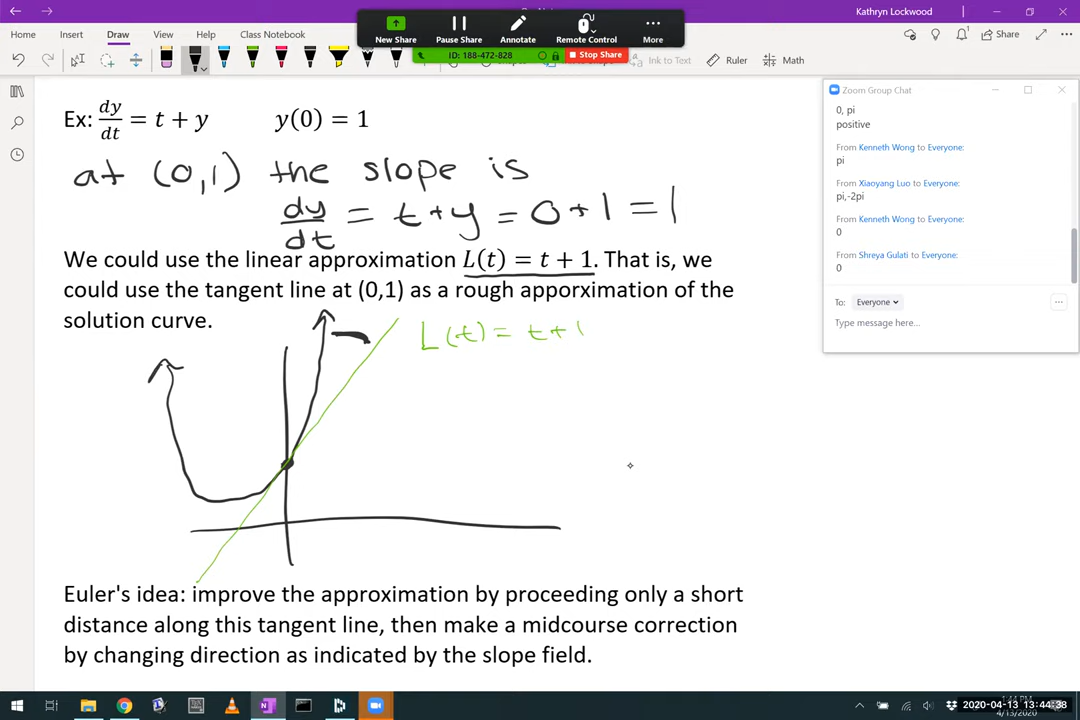 Kathryn Lockwood
New Share
Pause Share
Annotate
Remote Control
More
ID: 188-472-828
Stop Share
Home
Insert
Draw
View
Help
Class Notebook
Share
Ink to Text
Ruler
Math
Ex: dy/dt = t + y y(0) = 1
at (0,1) the slope is
dy/dt = t+y = 0+1 = 1
We could use the linear approximation L(t) = t + 1. That is, we
could use the tangent line at (0,1) as a rough apporximation of the
solution curve.
L(t) = t+1
Euler's idea: improve the approximation by proceeding only a short
distance along this tangent line, then make a midcourse correction
by changing direction as indicated by the slope field.
Zoom Group Chat
0, pi
positive
From Kenneth Wong to Everyone:
pi
From Xiaoyang Luo to Everyone:
pi,-2pi
From Kenneth Wong to Everyone:
0
From Shreya Gulati to Everyone:
0
To: Everyone
Type message here...
2020-04-13 13:44:38